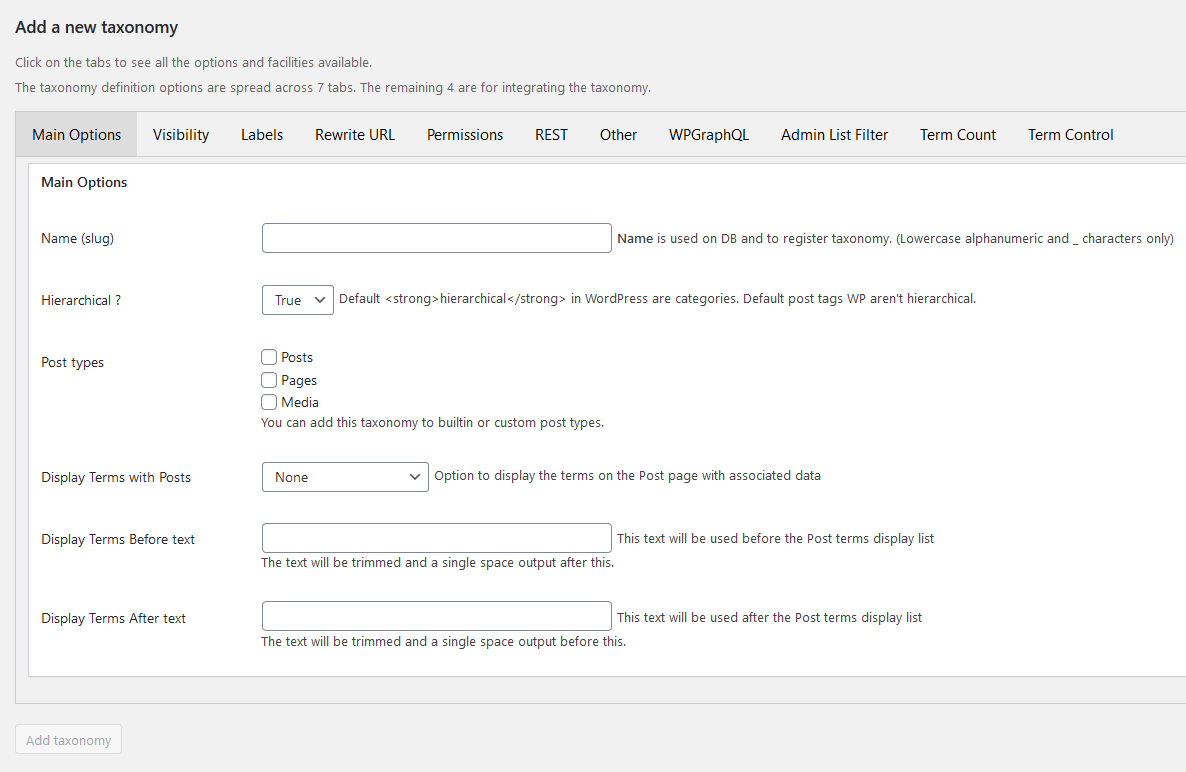 Add a new taxonomy
Click on the tabs to see all the options and facilities available.
The taxonomy definition options are spread across 7 tabs. The remaining 4 are for integrating the taxonomy.
Main Options Visibility Labels Rewrite URL Permissions REST Other WPGraphQL Admin List Filter Term Count Term Control
Main Options
Name (slug) Name is used on DB and to register taxonomy. (Lowercase alphanumeric and _ characters only)
Hierarchical ? True Default <strong>hierarchical</strong> in WordPress are categories. Default post tags WP aren't hierarchical.
Post types
Posts
Pages
Media
You can add this taxonomy to builtin or custom post types.
Display Terms with Posts None Option to display the terms on the Post page with associated data
Display Terms Before text This text will be used before the Post terms display list
The text will be trimmed and a single space output after this.
Display Terms After text This text will be used after the Post terms display list
The text will be trimmed and a single space output before this.
Add taxonomy